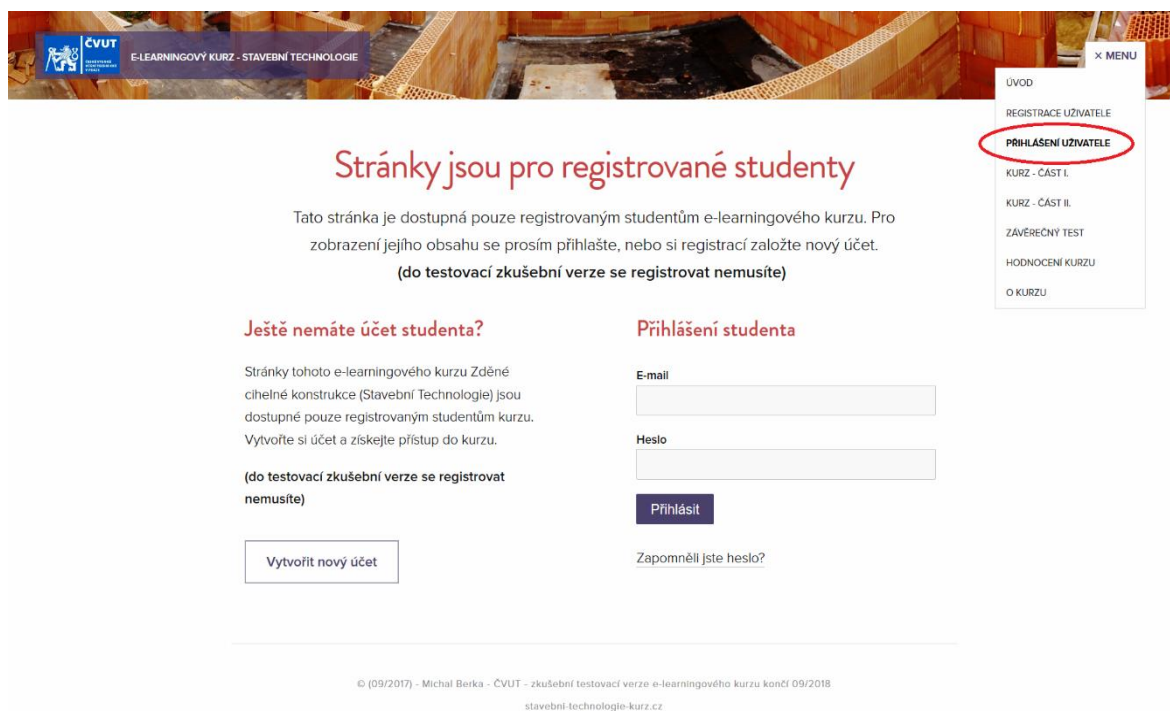 ČVUT
E-LEARNINGOVÝ KURZ - STAVEBNÍ TECHNOLOGIE
× MENU
ÚVOD
REGISTRACE UŽIVATELE
PŘIHLÁŠENÍ UŽIVATELE
KURZ - ČÁST I.
KURZ - ČÁST II.
ZÁVĚREČNÝ TEST
HODNOCENÍ KURZU
O KURZU
Stránky jsou pro registrované studenty
Tato stránka je dostupná pouze registrovaným studentům e-learningového kurzu. Pro
zobrazení jejího obsahu se prosím přihlašte, nebo si registrací založte nový účet.
(do testovací zkušební verze se registrovat nemusíte)
Ještě nemáte účet studenta?
Stránky tohoto e-learningového kurzu Zděné
cihelné konstrukce (Stavební Technologie) jsou
dostupné pouze registrovaným studentům kurzu.
Vytvořte si účet a získejte přístup do kurzu.
(do testovací zkušební verze se registrovat
nemusíte)
Vytvořit nový účet
Přihlášení studenta
E-mail
Heslo
Přihlásit
Zapomněli jste heslo?
© (09/2017) - Michal Berka - ČVUT - zkušební testovací verze e-learningového kurzu končí 09/2018
stavebni-technologie-kurz.cz